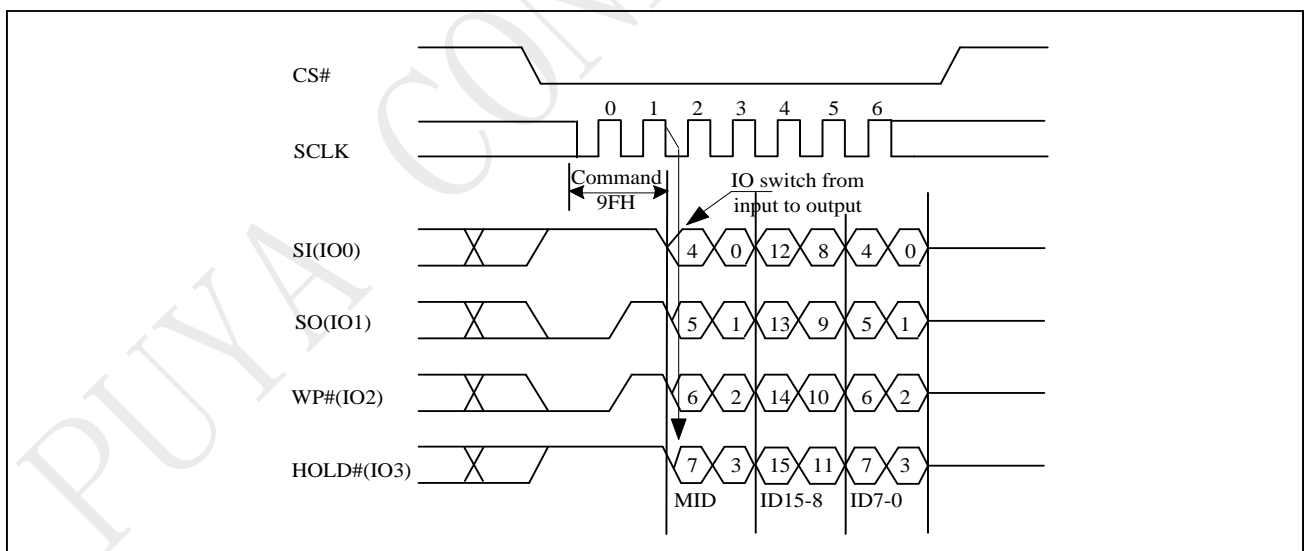 PUYA CON
CS#
0 1 2 3 4 5 6
SCLK
Command
9FH
IO switch from
input to output
SI(IO0)
4 0 12 8 4 0
SO(IO1)
5 1 13 9 5 1
WP#(IO2)
6 2 14 10 6 2
HOLD#(IO3)
7 3 15 11 7 3
MID ID15-8 ID7-0